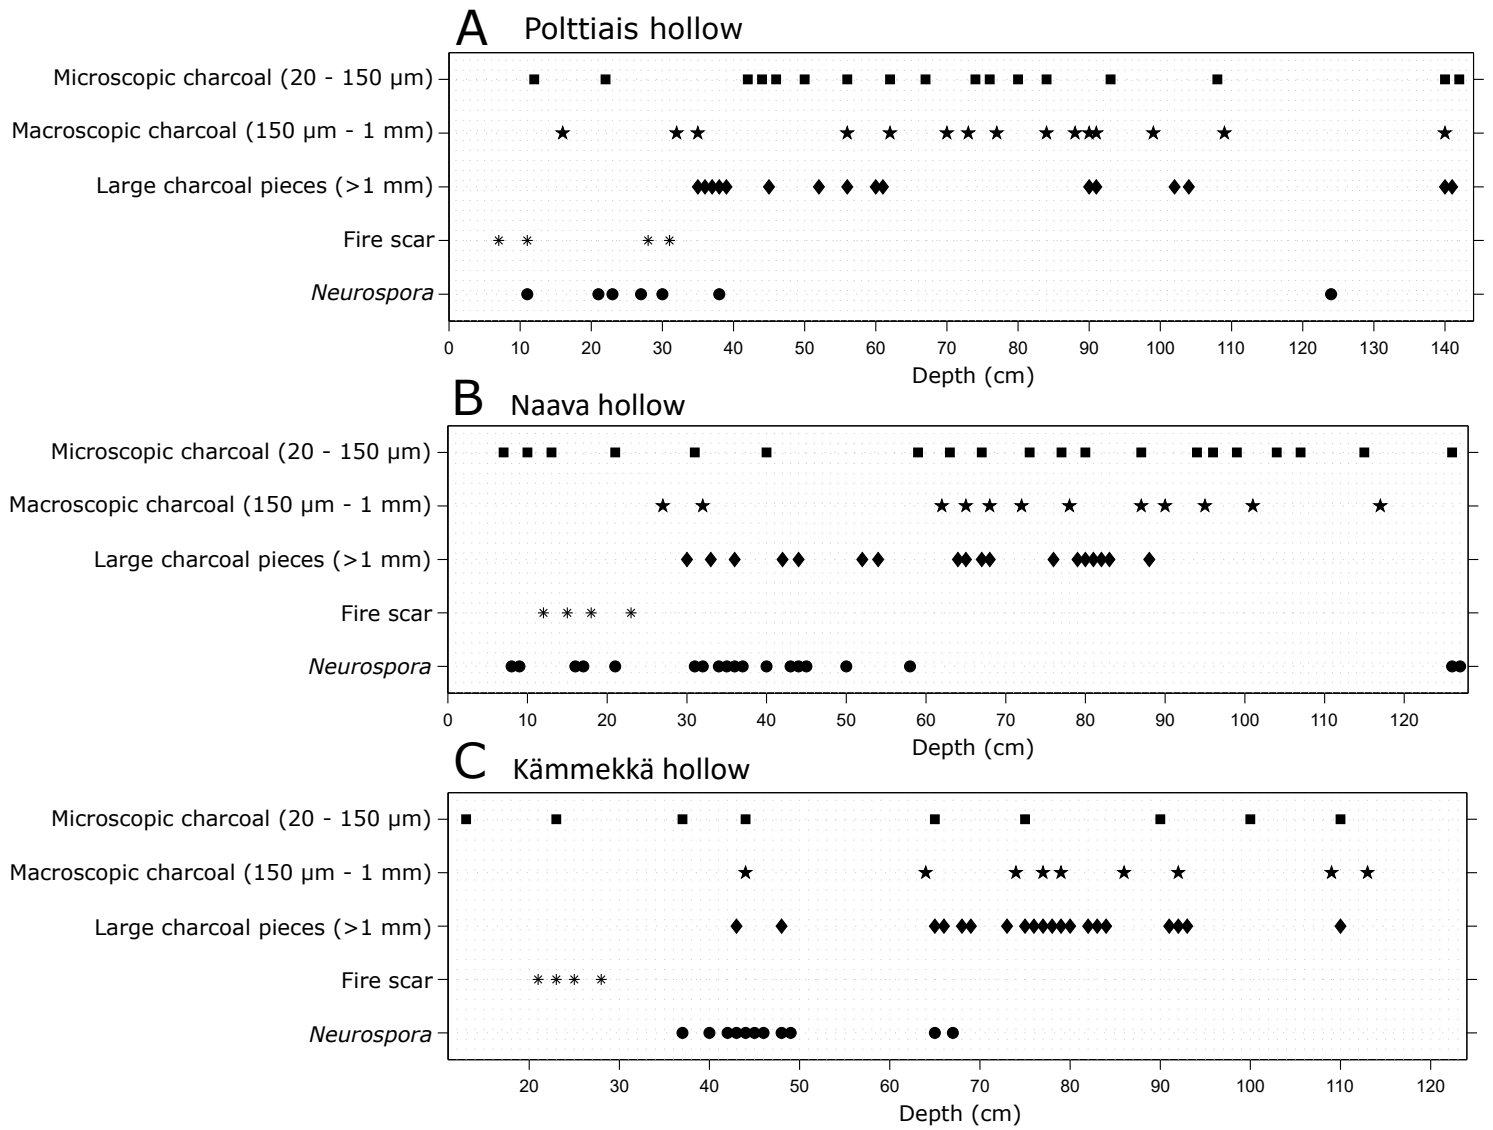 A Polttiais hollow
Microscopic charcoal (20 - 150 μm)
Macroscopic charcoal (150 μm - 1 mm)
Large charcoal pieces (>1 mm)
Fire scar
Neurospora
0 10 20 30 40 50 60 70 80 90 100 110 120 130 140
Depth (cm)
B Naava hollow
Microscopic charcoal (20 - 150 μm)
Macroscopic charcoal (150 μm - 1 mm)
Large charcoal pieces (>1 mm)
Fire scar
Neurospora
0 10 20 30 40 50 60 70 80 90 100 110 120
Depth (cm)
C Kämmekkä hollow
Microscopic charcoal (20 - 150 μm)
Macroscopic charcoal (150 μm - 1 mm)
Large charcoal pieces (>1 mm)
Fire scar
Neurospora
20 30 40 50 60 70 80 90 100 110 120
Depth (cm)